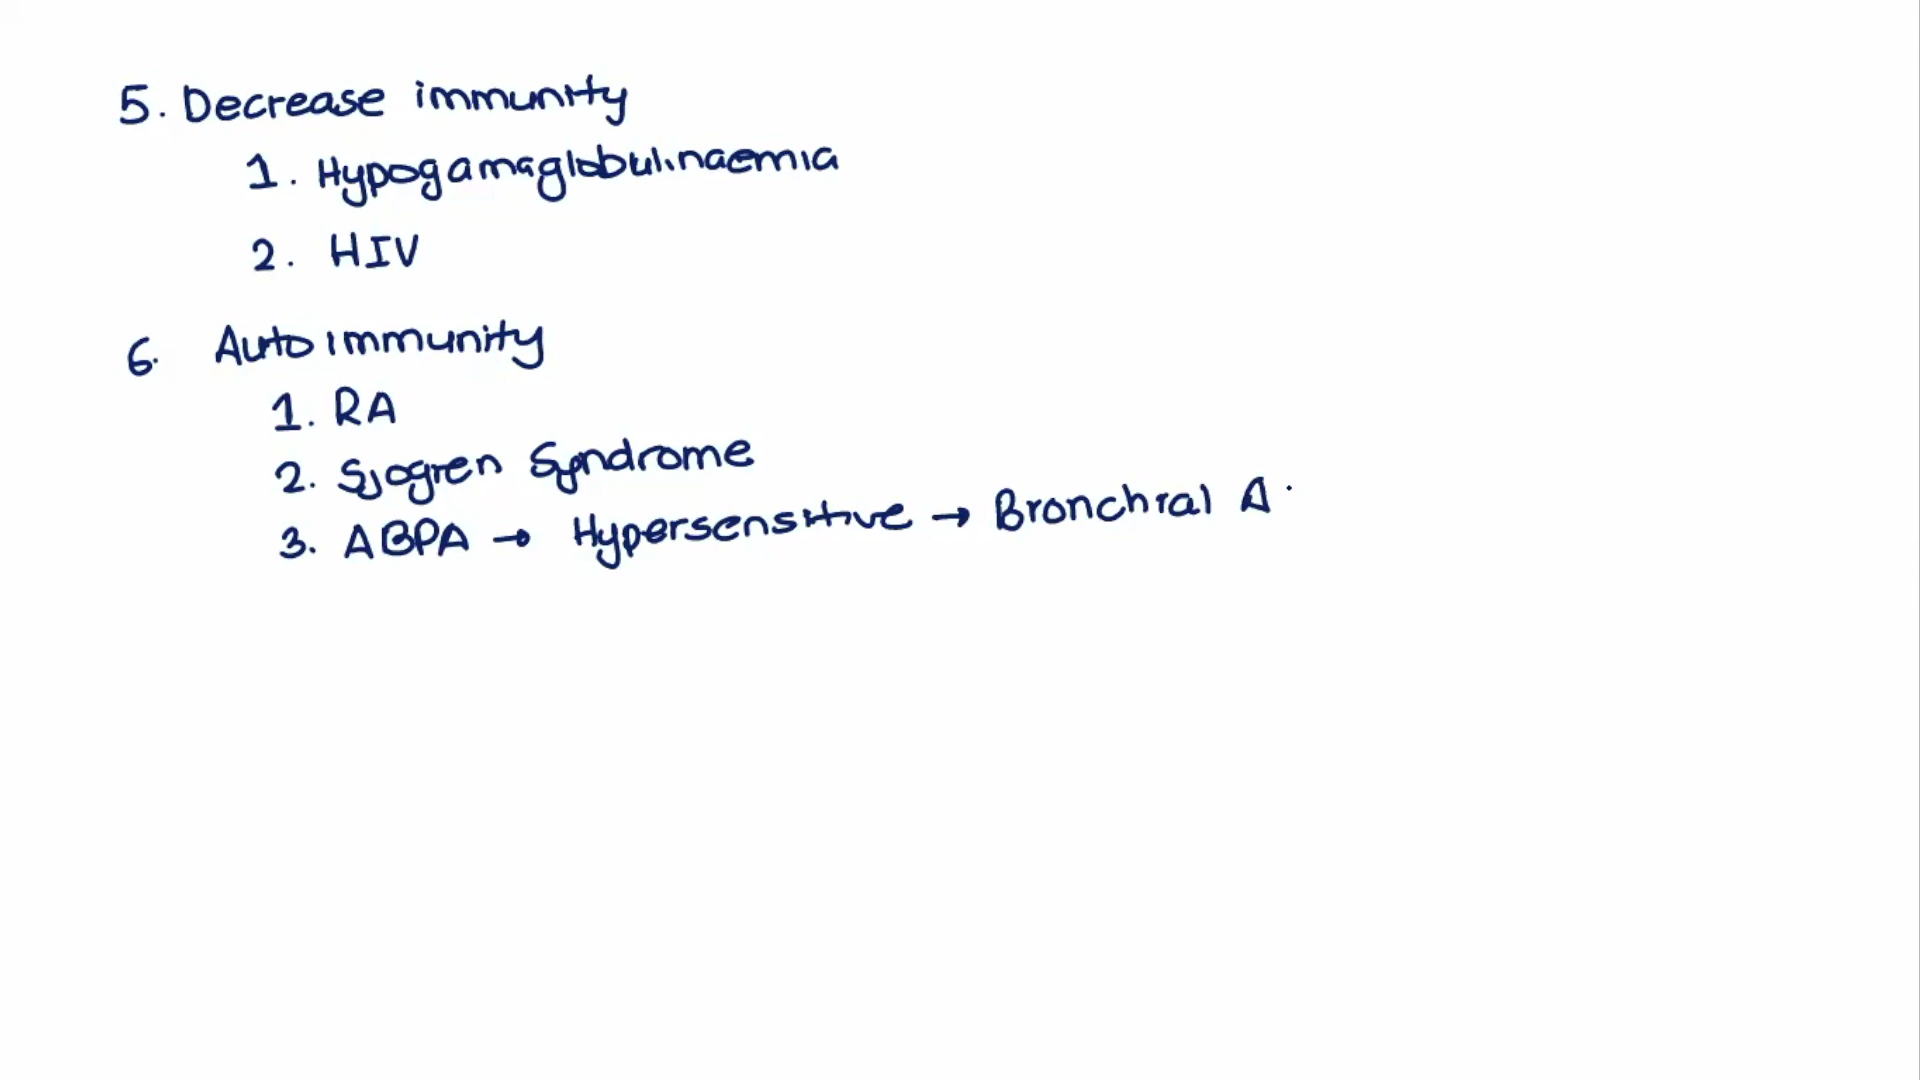 5. Decrease immunity
1. Hypogamaglobulinaemia
2. HIV
6. Autoimmunity
1. RA
2. Sjogren Syndrome
3. ABPA → Hypersensitive → Bronchial A